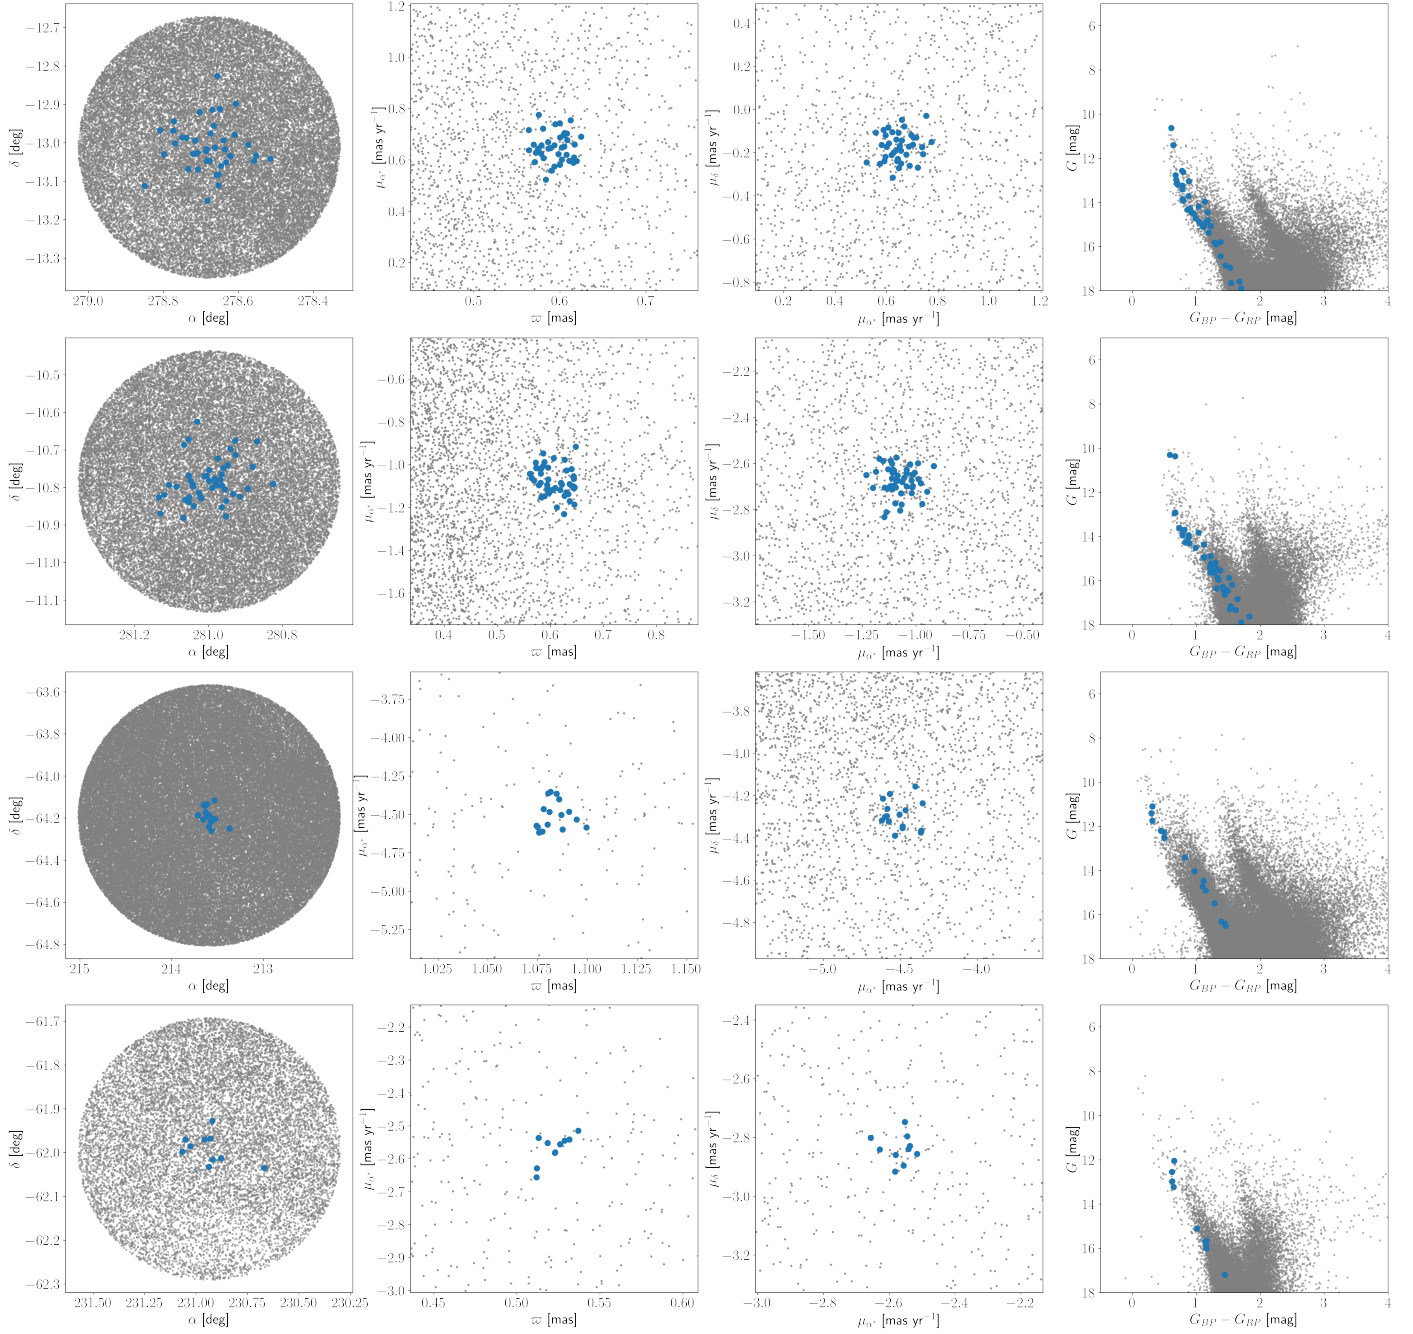 −12.7
−12.8
−12.9
−13.0
−13.1
−13.2
−13.3
δ [deg]
279.0 278.8 278.6 278.4
α [deg]
1.2
1.0
0.8
0.6
0.4
0.2
μα* [mas yr−1]
0.5 0.6 0.7
ϖ [mas]
0.4
0.2
0.0
−0.2
−0.4
−0.6
−0.8
μδ [mas yr−1]
0.2 0.4 0.6 0.8 1.0 1.2
μα* [mas yr−1]
6
8
10
12
14
16
18
G [mag]
0 1 2 3 4
GBP − GRP [mag]
−10.5
−10.6
−10.7
−10.8
−10.9
−11.0
−11.1
δ [deg]
281.2 281.0 280.8
α [deg]
−0.6
−0.8
−1.0
−1.2
−1.4
−1.6
μα* [mas yr−1]
0.4 0.5 0.6 0.7 0.8
ϖ [mas]
−2.2
−2.4
−2.6
−2.8
−3.0
−3.2
μδ [mas yr−1]
−1.50 −1.25 −1.00 −0.75 −0.50
μα* [mas yr−1]
6
8
10
12
14
16
18
G [mag]
0 1 2 3 4
GBP − GRP [mag]
−63.6
−63.8
−64.0
−64.2
−64.4
−64.6
−64.8
δ [deg]
215 214 213
α [deg]
−3.75
−4.00
−4.25
−4.50
−4.75
−5.00
−5.25
μα* [mas yr−1]
1.025 1.050 1.075 1.100 1.125 1.150
ϖ [mas]
−3.8
−4.0
−4.2
−4.4
−4.6
−4.8
μδ [mas yr−1]
−5.0 −4.5 −4.0
μα* [mas yr−1]
6
8
10
12
14
16
18
G [mag]
0 1 2 3 4
GBP − GRP [mag]
−61.7
−61.8
−61.9
−62.0
−62.1
−62.2
−62.3
δ [deg]
231.50 231.25 231.00 230.75 230.50 230.25
α [deg]
−2.2
−2.3
−2.4
−2.5
−2.6
−2.7
−2.8
−2.9
−3.0
μα* [mas yr−1]
0.45 0.50 0.55 0.60
ϖ [mas]
−2.4
−2.6
−2.8
−3.0
−3.2
μδ [mas yr−1]
−3.0 −2.8 −2.6 −2.4 −2.2
μα* [mas yr−1]
6
8
10
12
14
16
18
G [mag]
0 1 2 3 4
GBP − GRP [mag]